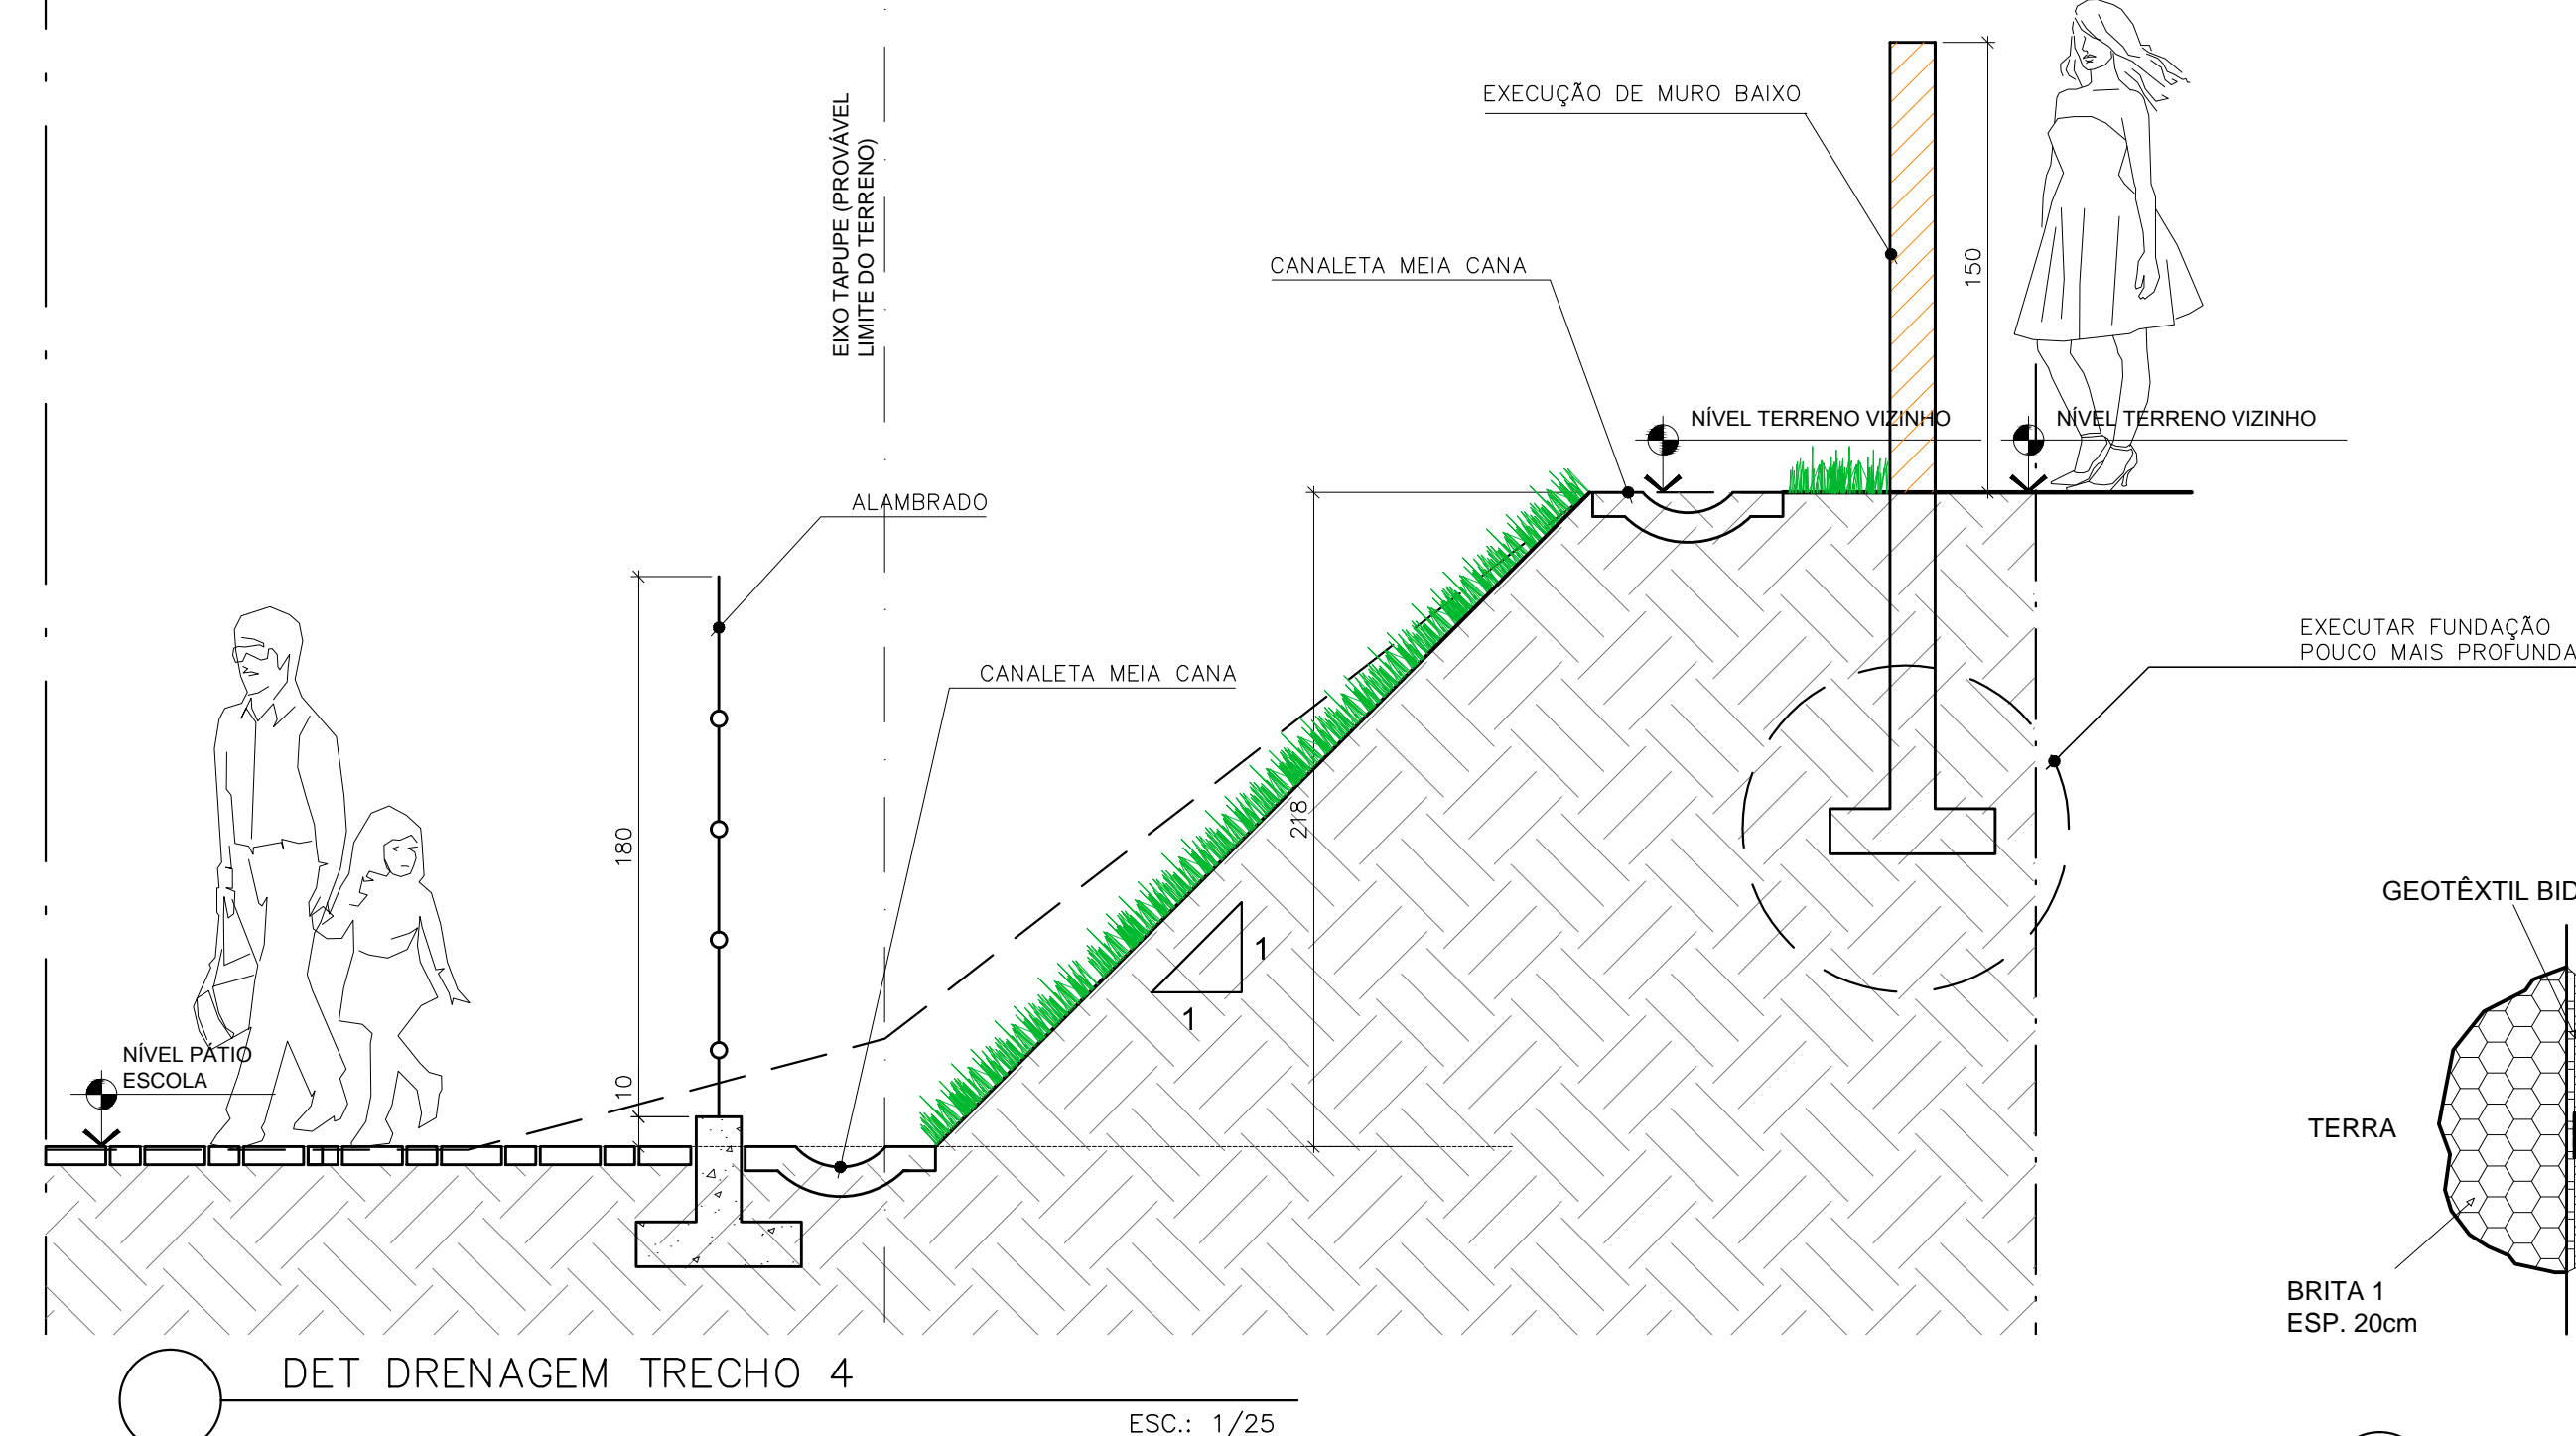 EXECUÇÃO DE MURO BAIXO
EIXO TAPUPE (PROVÁVEL
LIMITE DO TERRENO)
CANALETA MEIA CANA
150
NÍVEL TERRENO VIZINHO
NÍVEL TERRENO VIZINHO
ALAMBRADO
CANALETA MEIA CANA
EXECUTAR FUNDAÇÃO
POUCO MAIS PROFUNDA
180
218
GEOTÊXTIL BID
1
1
NÍVEL PÁTIO
ESCOLA
10
TERRA
BRITA 1
ESP. 20cm
DET DRENAGEM TRECHO 4
ESC.: 1/25